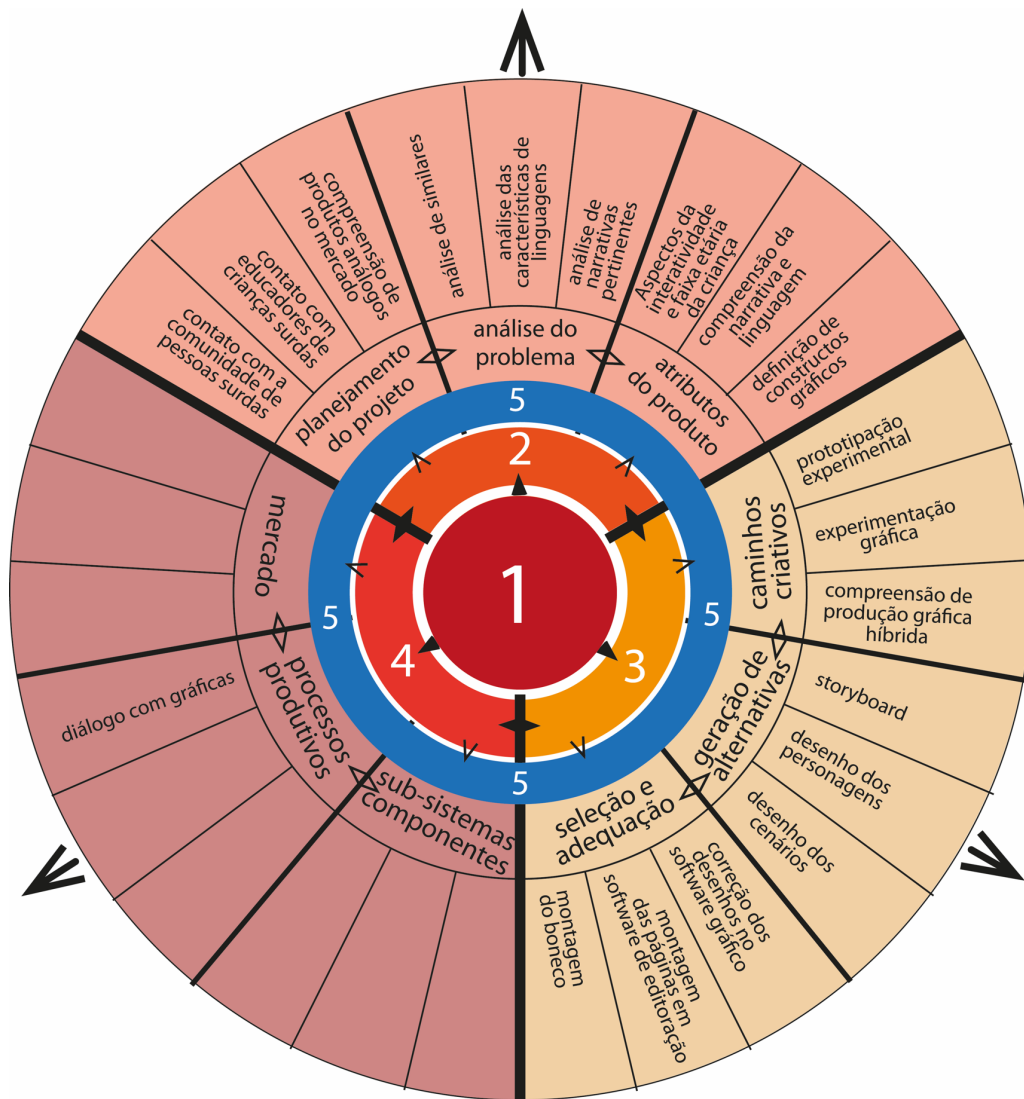 contato com a
comunidade de
pessoas surdas
contato com
educadores de
crianças surdas
compreensão de
produtos análogos
no mercado
planejamento
do projeto
análise de similares
análise das
características de
linguagens
análise de
narrativas
pertinentes
análise do
problema
Aspectos da
interatividade
e faixa etária
da criança
compreensão da
narrativa e
linguagem
definição de
constructos
gráficos
atributos
do produto
prototipação
experimental
experimentação
gráfica
compreensão de
produção gráfica
híbrida
caminhos
criativos
storyboard
desenho dos
personagens
desenho dos
cenários
geração de
alternativas
correção dos
desenhos no
software gráfico
montagem
das páginas em
software de editoração
montagem
do boneco
seleção e
adequação
sub-sistemas
componentes
diálogo com gráficas
processos
produtivos
mercado
5
2
1
5
5
4
3
5